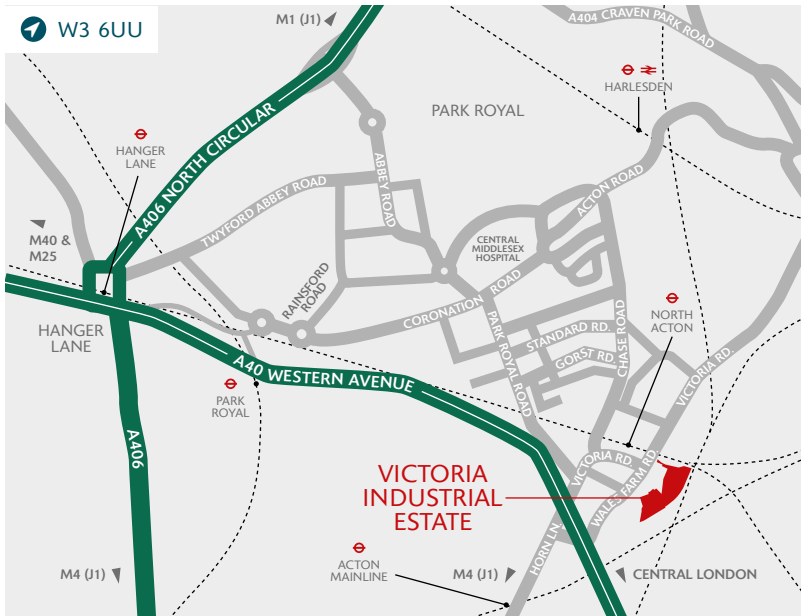 W3 6UU
M1 (J1)
A404 CRAVEN PARK ROAD
HARLESDEN
PARK ROYAL
HANGER
LANE
A406 NORTH CIRCULAR
ABBEY ROAD
TWYFORD ABBEY ROAD
ACTON ROAD
M40 &
M25
CENTRAL
MIDDLESEX
HOSPITAL
RAINSFORD
ROAD
CORONATION ROAD
NORTH
ACTON
HANGER
LANE
STANDARD RD.
GORST RD.
CHASE ROAD
PARK ROYAL ROAD
VICTORIA RD.
A40 WESTERN AVENUE
PARK
ROYAL
A406
VICTORIA
INDUSTRIAL
ESTATE
VICTORIA RD.
WALES FARM RD.
HORN LN.
ACTON
MAINLINE
M4 (J1)
M4 (J1)
CENTRAL LONDON